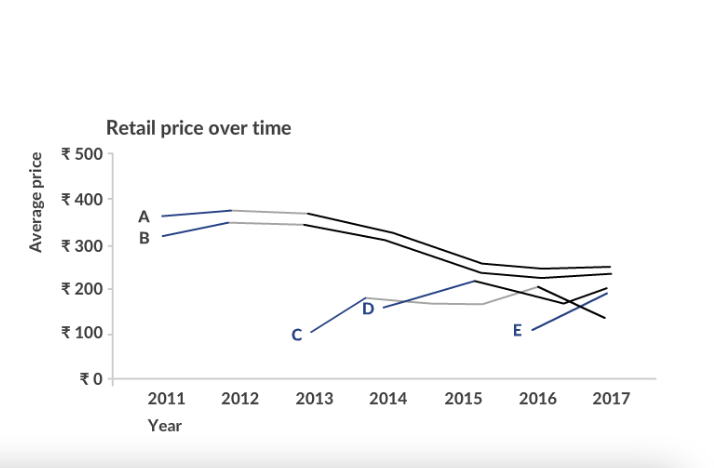 Retail price over time
Average price
₹ 500
₹ 400
₹ 300
₹ 200
₹ 100
₹ 0
A
B
C
D
E
2011 2012 2013 2014 2015 2016 2017
Year